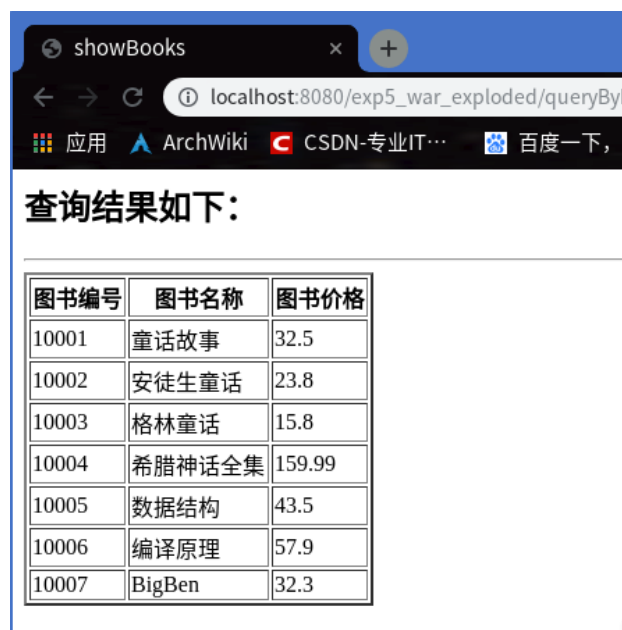 showBooks
localhost:8080/exp5_war_exploded/queryBy
应用 ArchWiki C CSDN-专业IT… 百度一下，
查询结果如下：
图书编号 图书名称 图书价格
10001 童话故事 32.5
10002 安徒生童话 23.8
10003 格林童话 15.8
10004 希腊神话全集 159.99
10005 数据结构 43.5
10006 编译原理 57.9
10007 BigBen 32.3